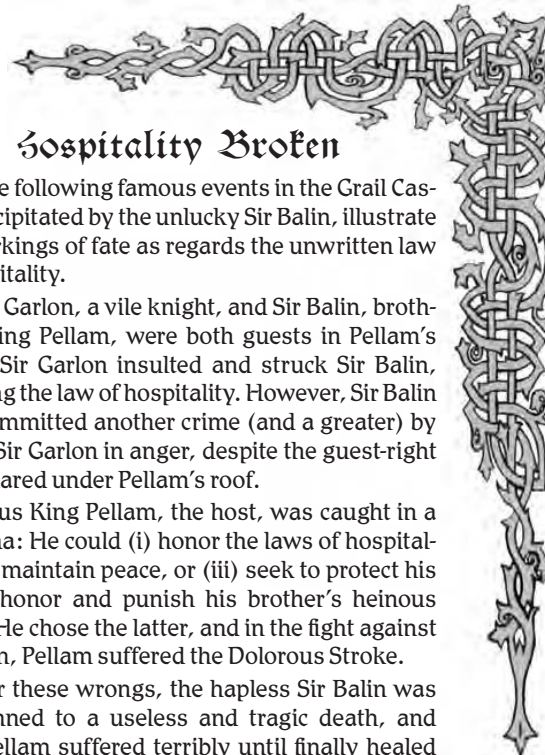 Hospitality Broken
e following famous events in the Grail Cas-
cipitated by the unlucky Sir Balin, illustrate
rkings of fate as regards the unwritten law
pitality.
Garlon, a vile knight, and Sir Balin, broth-
ing Pellam, were both guests in Pellam's
Sir Garlon insulted and struck Sir Balin,
ng the law of hospitality. However, Sir Balin
ommitted another crime (and a greater) by
Sir Garlon in anger, despite the guest-right
ared under Pellam's roof.
us King Pellam, the host, was caught in a
ma: He could (i) honor the laws of hospital-
maintain peace, or (iii) seek to protect his
honor and punish his brother's heinous
He chose the latter, and in the fight against
n, Pellam suffered the Dolorous Stroke.
r these wrongs, the hapless Sir Balin was
nned to a useless and tragic death, and
ellam suffered terribly until finally healed